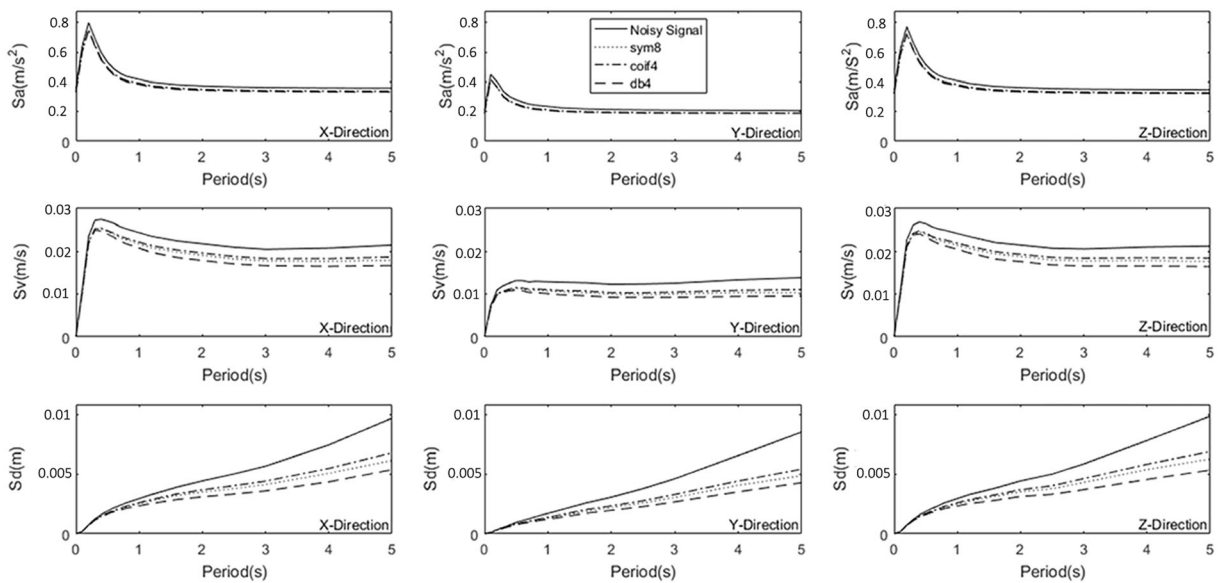 Sa(m/s²)
0.8
0.6
0.4
0.2
0
X-Direction
0 1 2 3 4 5
Period(s)
Sa(m/s²)
0.8
0.6
0.4
0.2
0
Noisy Signal
sym8
coif4
db4
Y-Direction
0 1 2 3 4 5
Period(s)
Sa(m/s²)
0.8
0.6
0.4
0.2
0
Z-Direction
0 1 2 3 4 5
Period(s)
Sv(m/s)
0.03
0.02
0.01
0
X-Direction
0 1 2 3 4 5
Period(s)
Sv(m/s)
0.03
0.02
0.01
0
Y-Direction
0 1 2 3 4 5
Period(s)
Sv(m/s)
0.03
0.02
0.01
0
Z-Direction
0 1 2 3 4 5
Period(s)
Sd(m)
0.01
0.005
0
X-Direction
0 1 2 3 4 5
Period(s)
Sd(m)
0.01
0.005
0
Y-Direction
0 1 2 3 4 5
Period(s)
Sd(m)
0.01
0.005
0
Z-Direction
0 1 2 3 4 5
Period(s)